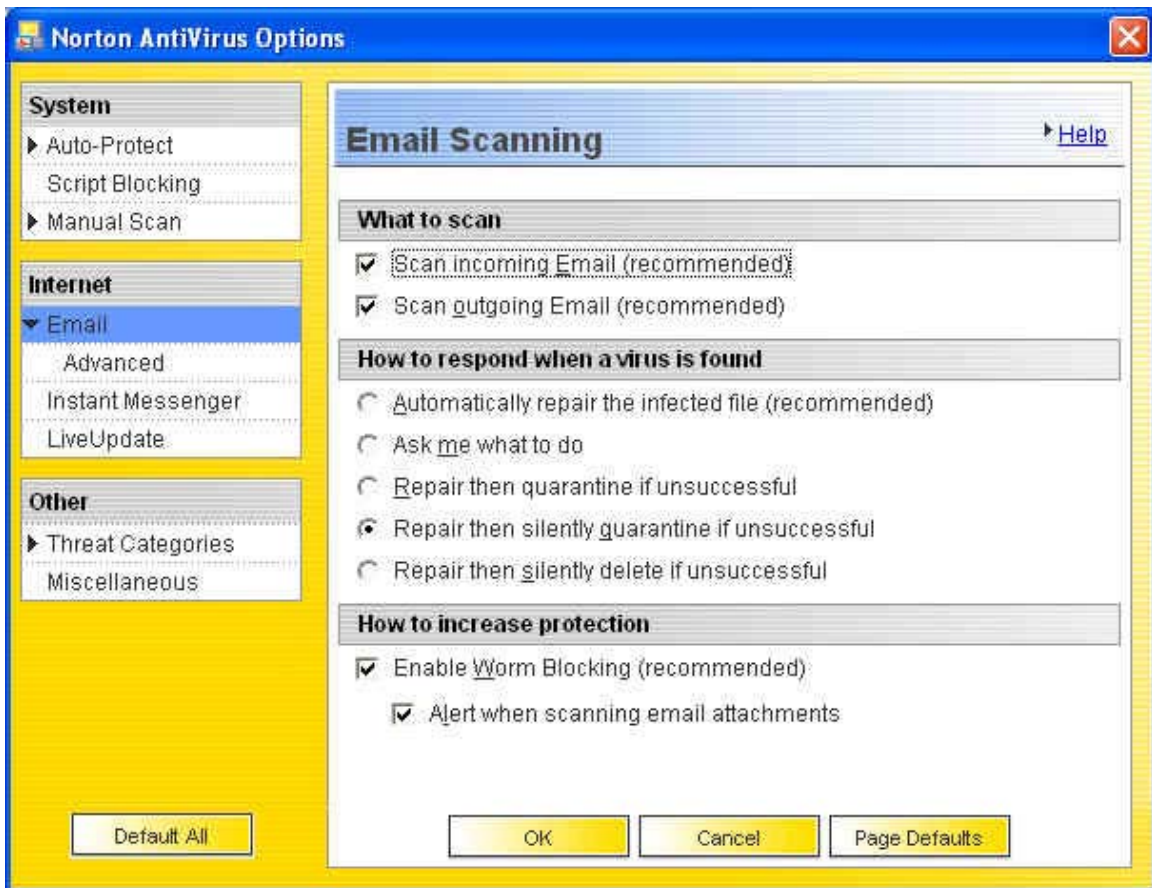 Norton AntiVirus Options
System
Auto-Protect
Script Blocking
Manual Scan
Internet
Email
Advanced
Instant Messenger
LiveUpdate
Other
Threat Categories
Miscellaneous
Default All
Email Scanning
Help
What to scan
Scan incoming Email (recommended)
Scan outgoing Email (recommended)
How to respond when a virus is found
Automatically repair the infected file (recommended)
Ask me what to do
Repair then quarantine if unsuccessful
Repair then silently quarantine if unsuccessful
Repair then silently delete if unsuccessful
How to increase protection
Enable Worm Blocking (recommended)
Alert when scanning email attachments
OK
Cancel
Page Defaults